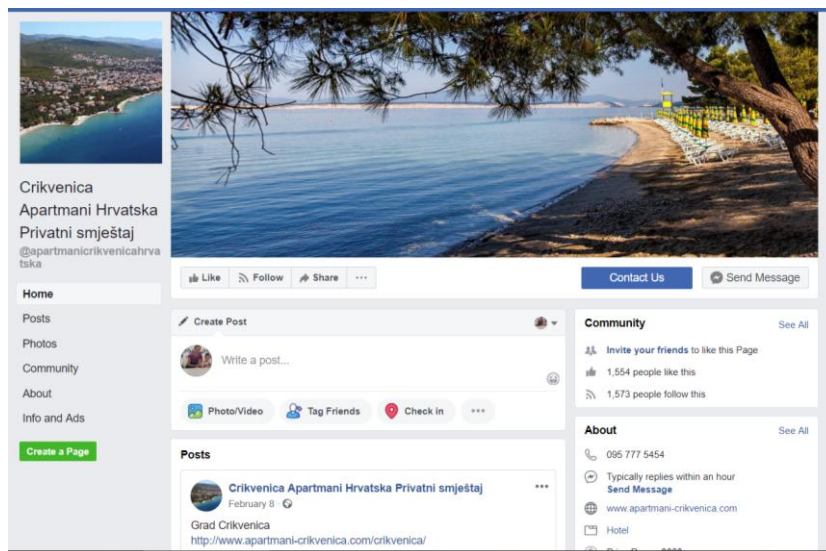 Crikvenica
Apartmani Hrvatska
Privatni smještaj
@apartmanicrikvenicahrva
tska
Home
Posts
Photos
Community
About
Info and Ads
Create a Page
Like
Follow
Share
Contact Us
Send Message
Create Post
Write a post...
Photo/Video
Tag Friends
Check in
Posts
Crikvenica Apartmani Hrvatska Privatni smještaj
February 8
Grad Crikvenica
http://www.apartmani-crikvenica.com/crikvenica/
Community
See All
Invite your friends to like this Page
1,554 people like this
1,573 people follow this
About
See All
095 777 5454
Typically replies within an hour
Send Message
www.apartmani-crikvenica.com
Hotel